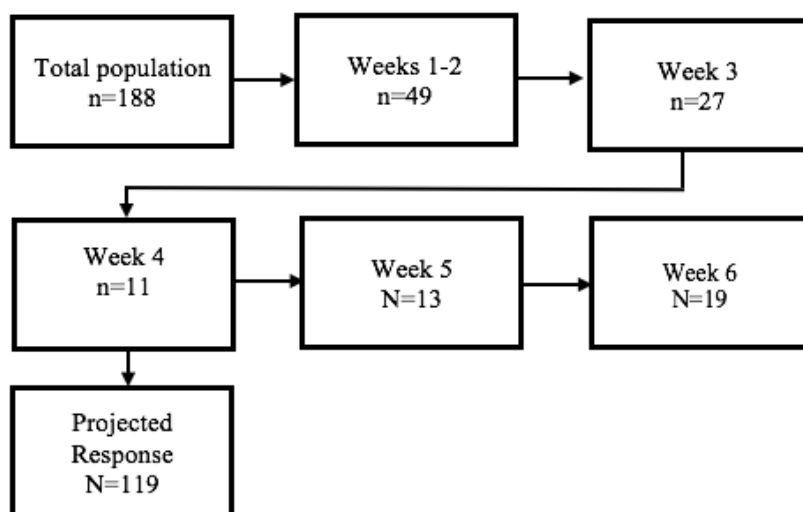 Total population
n=188
Weeks 1-2
n=49
Week 3
n=27
Week 4
n=11
Week 5
N=13
Week 6
N=19
Projected
Response
N=119